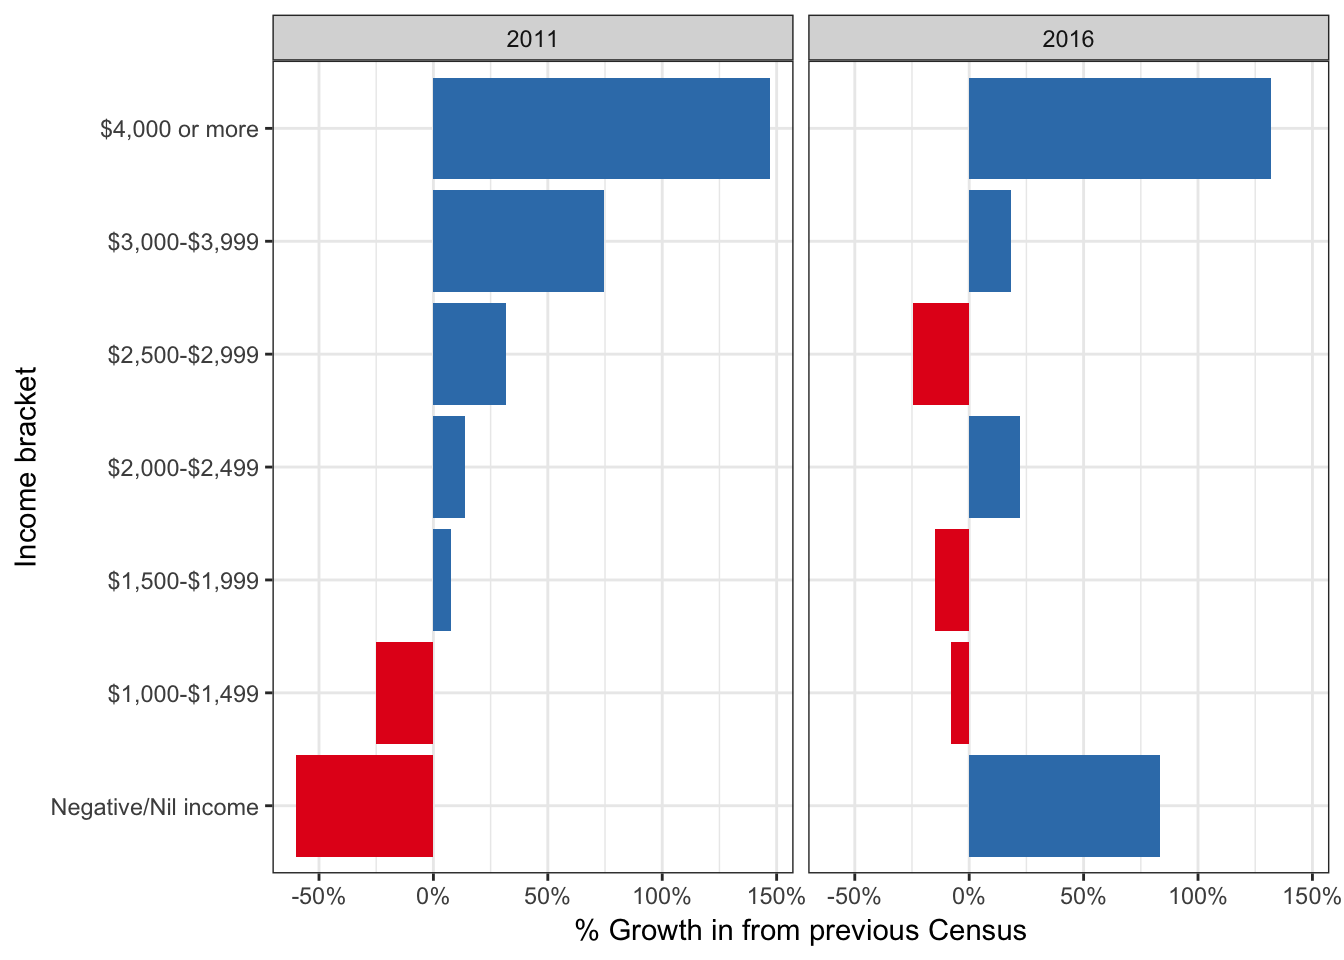 2011
2016
$4,000 or more
$3,000-$3,999
$2,500-$2,999
$2,000-$2,499
$1,500-$1,999
$1,000-$1,499
Negative/Nil income
Income bracket
-50% 0% 50% 100% 150%
-50% 0% 50% 100% 150%
% Growth in from previous Census